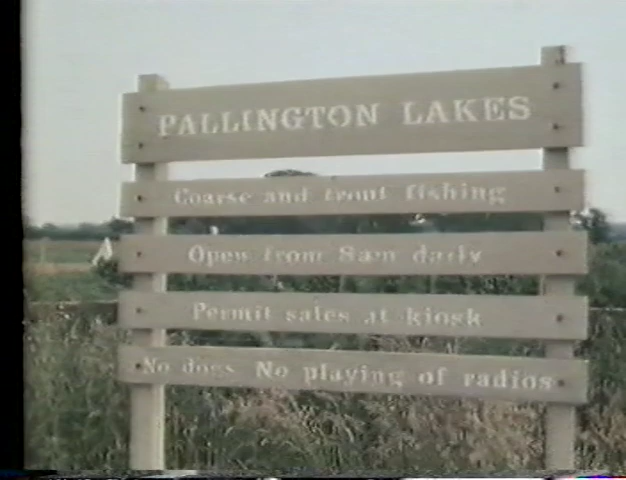 PALLINGTON LAKES
Coarse and trout fishing
Open from 8am daily
Permit sales at kiosk
No dogs No playing of radios